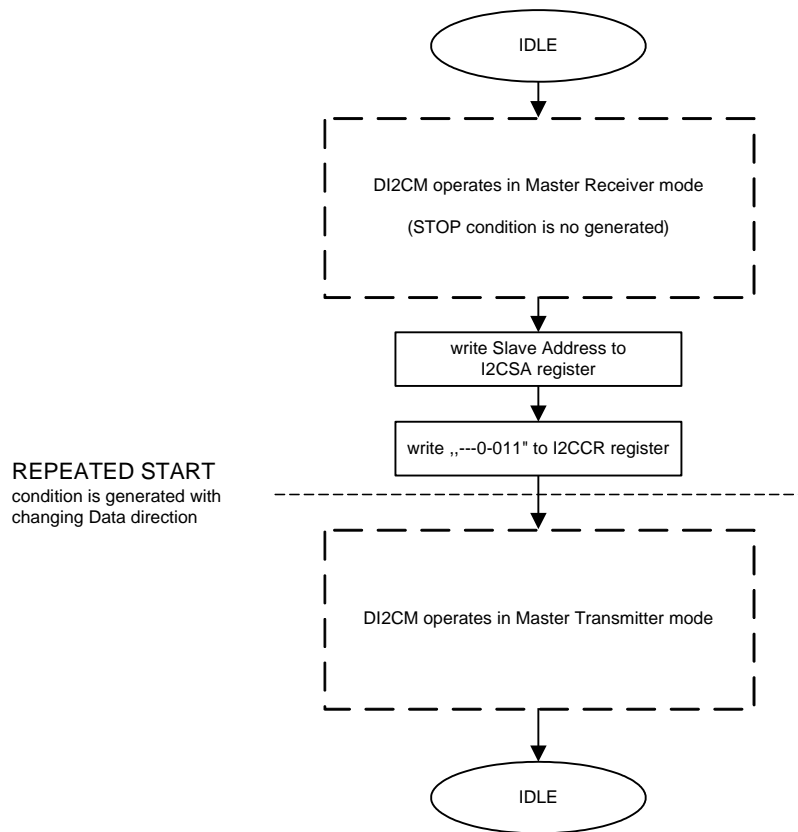 IDLE
DI2CM operates in Master Receiver mode
(STOP condition is no generated)
write Slave Address to
I2CSA register
write ,,---0-011" to I2CCR register
REPEATED START
condition is generated with
changing Data direction
DI2CM operates in Master Transmitter mode
IDLE